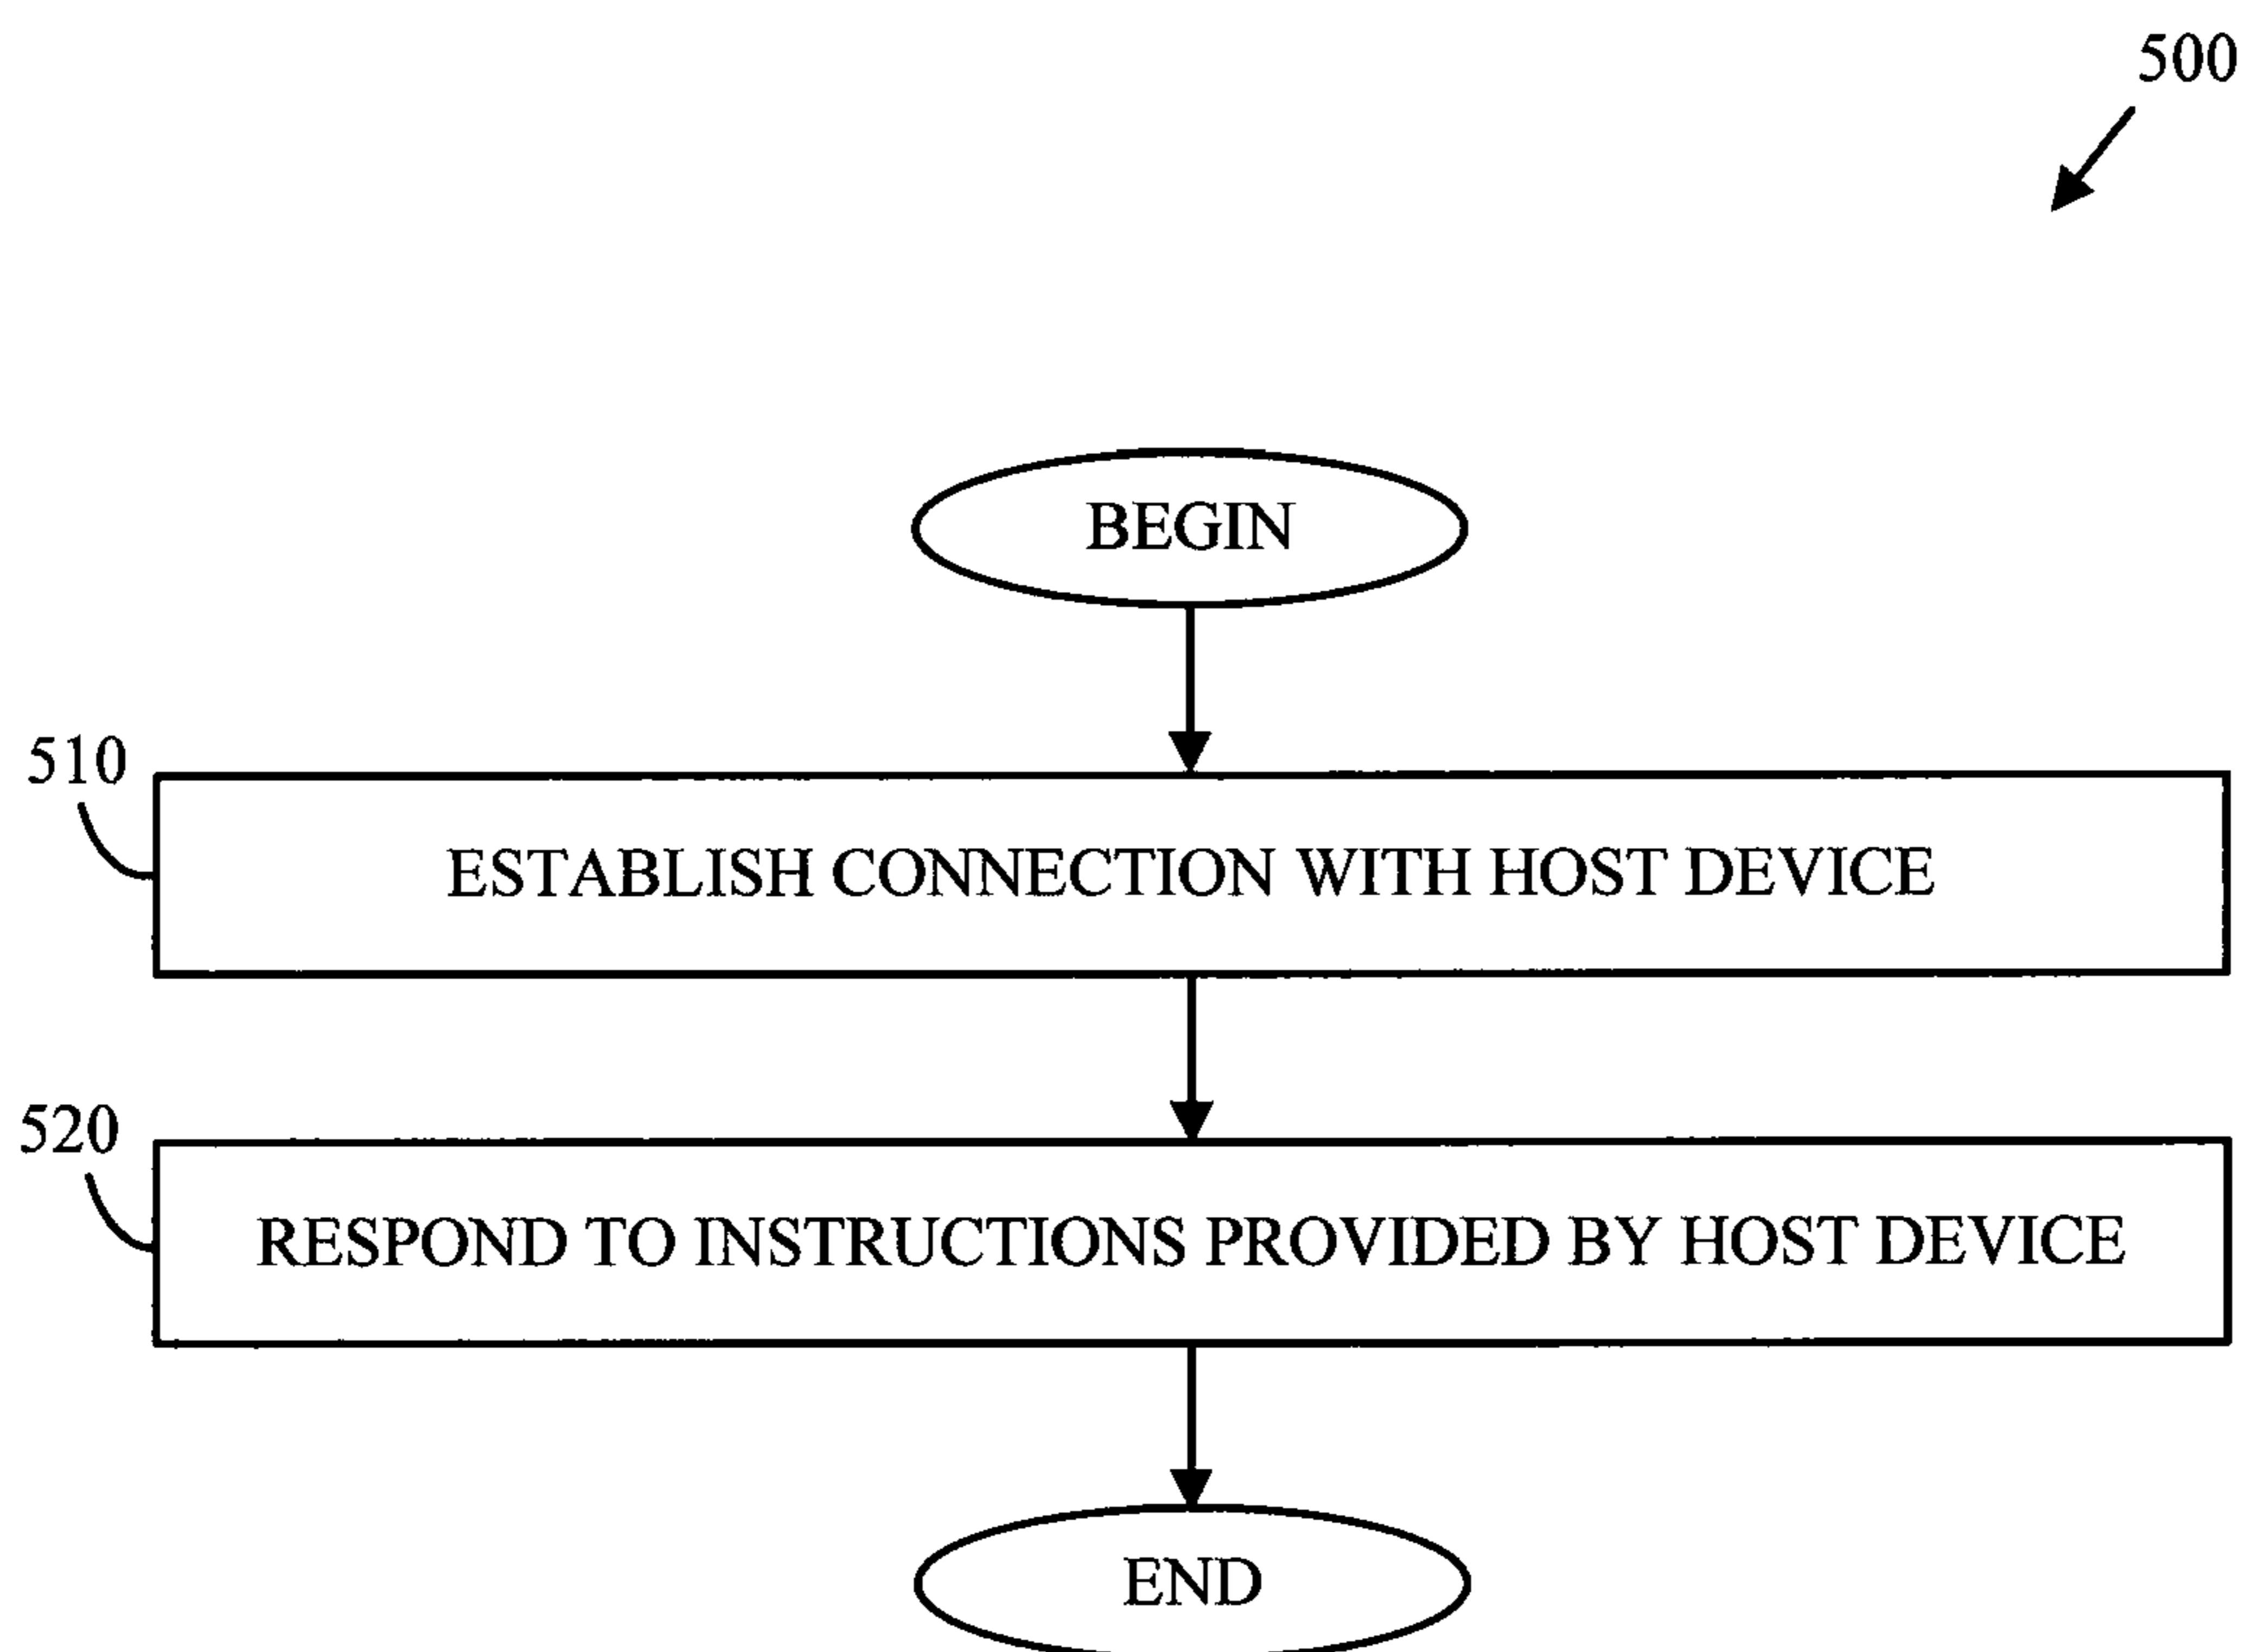 500
BEGIN
510
ESTABLISH CONNECTION WITH HOST DEVICE
520
RESPOND TO INSTRUCTIONS PROVIDED BY HOST DEVICE
END